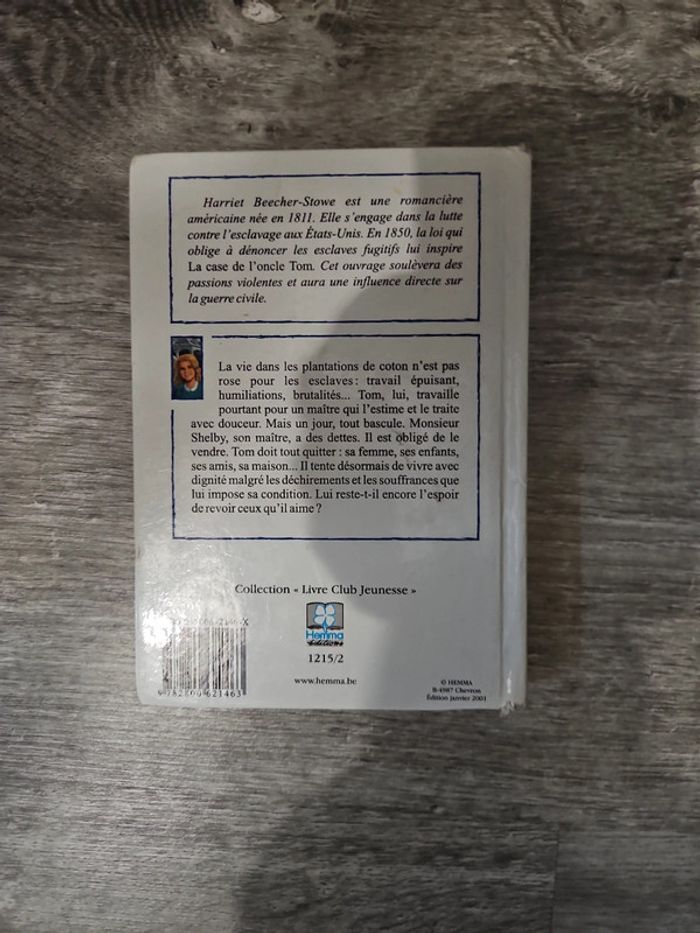 Harriet Beecher-Stowe est une romancière
américaine née en 1811. Elle s'engage dans la lutte
contre l'esclavage aux États-Unis. En 1850, la loi qui
oblige à dénoncer les esclaves fugitifs lui inspire
La case de l'oncle Tom. Cet ouvrage soulèvera des
passions violentes et aura une influence directe sur
la guerre civile.
La vie dans les plantations de coton n'est pas
rose pour les esclaves : travail épuisant,
humiliations, brutalités... Tom, lui, travaille
pourtant pour un maître qui l'estime et le traite
avec douceur. Mais un jour, tout bascule. Monsieur
Shelby, son maître, a des dettes. Il est obligé de le
vendre. Tom doit tout quitter : sa femme, ses enfants,
ses amis, sa maison... Il tente désormais de vivre avec
dignité malgré les déchirements et les souffrances que
lui impose sa condition. Lui reste-t-il encore l'espoir
de revoir ceux qu'il aime ?
Collection « Livre Club Jeunesse »
Hemma
éditions
1215/2
www.hemma.be
© HEMMA
B-4987 Chevron
Édition janvier 2001